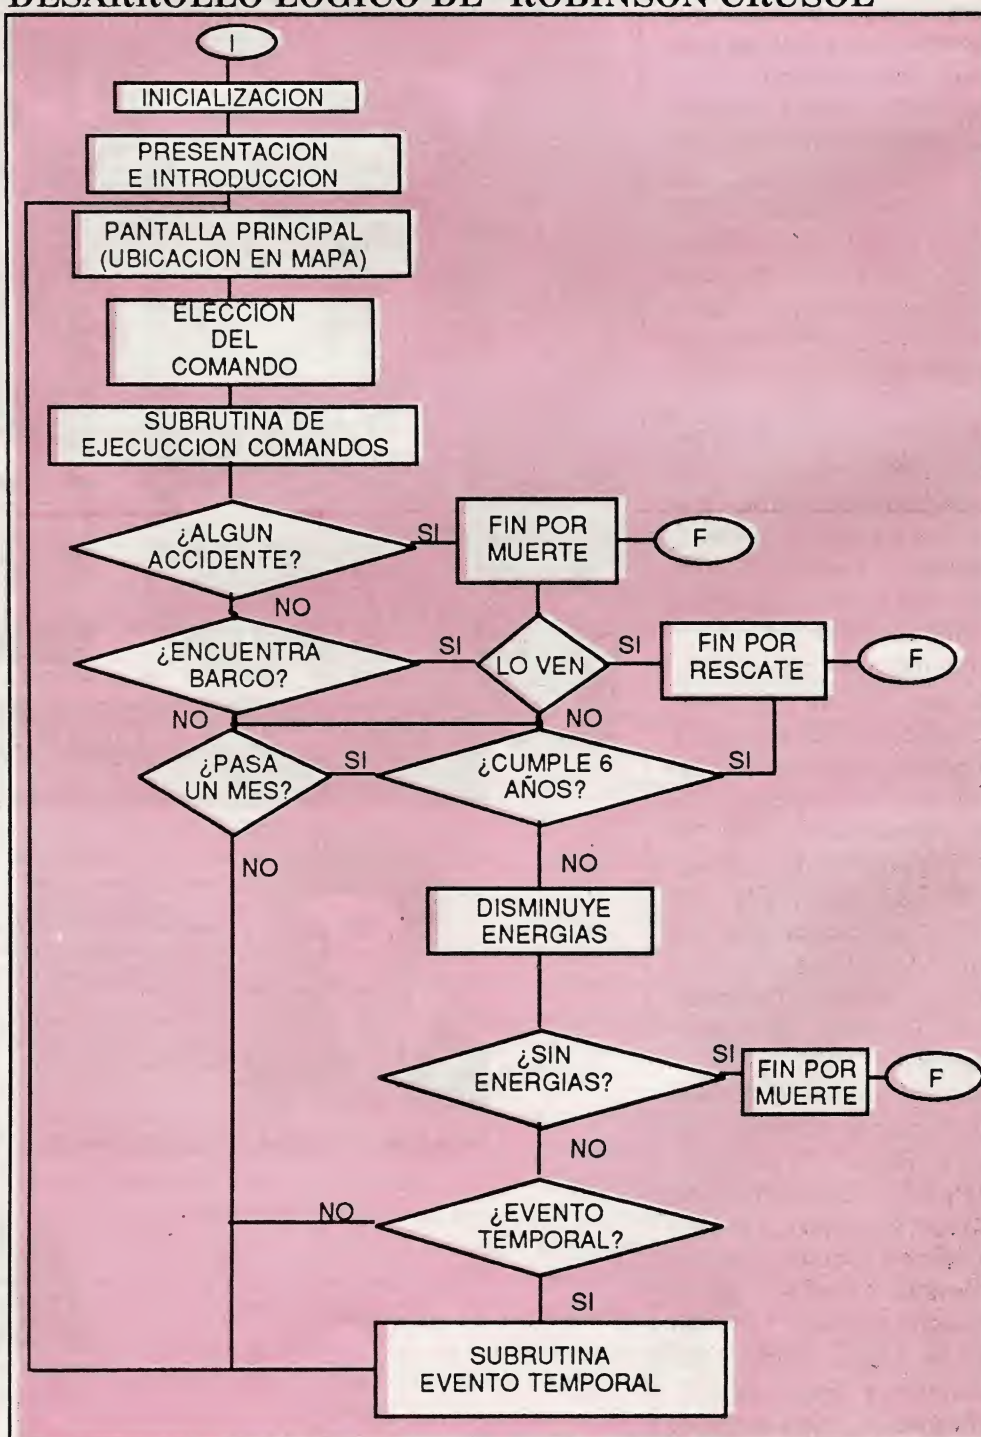 DESARROLLO LOGICO DE "ROBINSON CRUSOE"
I
INICIALIZACION
PRESENTACION
E INTRODUCCION
PANTALLA PRINCIPAL
(UBICACION EN MAPA)
ELECCION
DEL
COMANDO
SUBRUTINA DE
EJECUCCION COMANDOS
¿ALGUN
ACCIDENTE?
SI
FIN POR
MUERTE
F
NO
¿ENCUENTRA
BARCO?
SI
LO VEN
SI
FIN POR
RESCATE
F
NO
NO
¿PASA
UN MES?
SI
¿CUMPLE 6
AÑOS?
SI
NO
NO
DISMINUYE
ENERGIAS
¿SIN
ENERGIAS?
SI
FIN POR
MUERTE
F
NO
NO
¿EVENTO
TEMPORAL?
SI
SUBRUTINA
EVENTO TEMPORAL